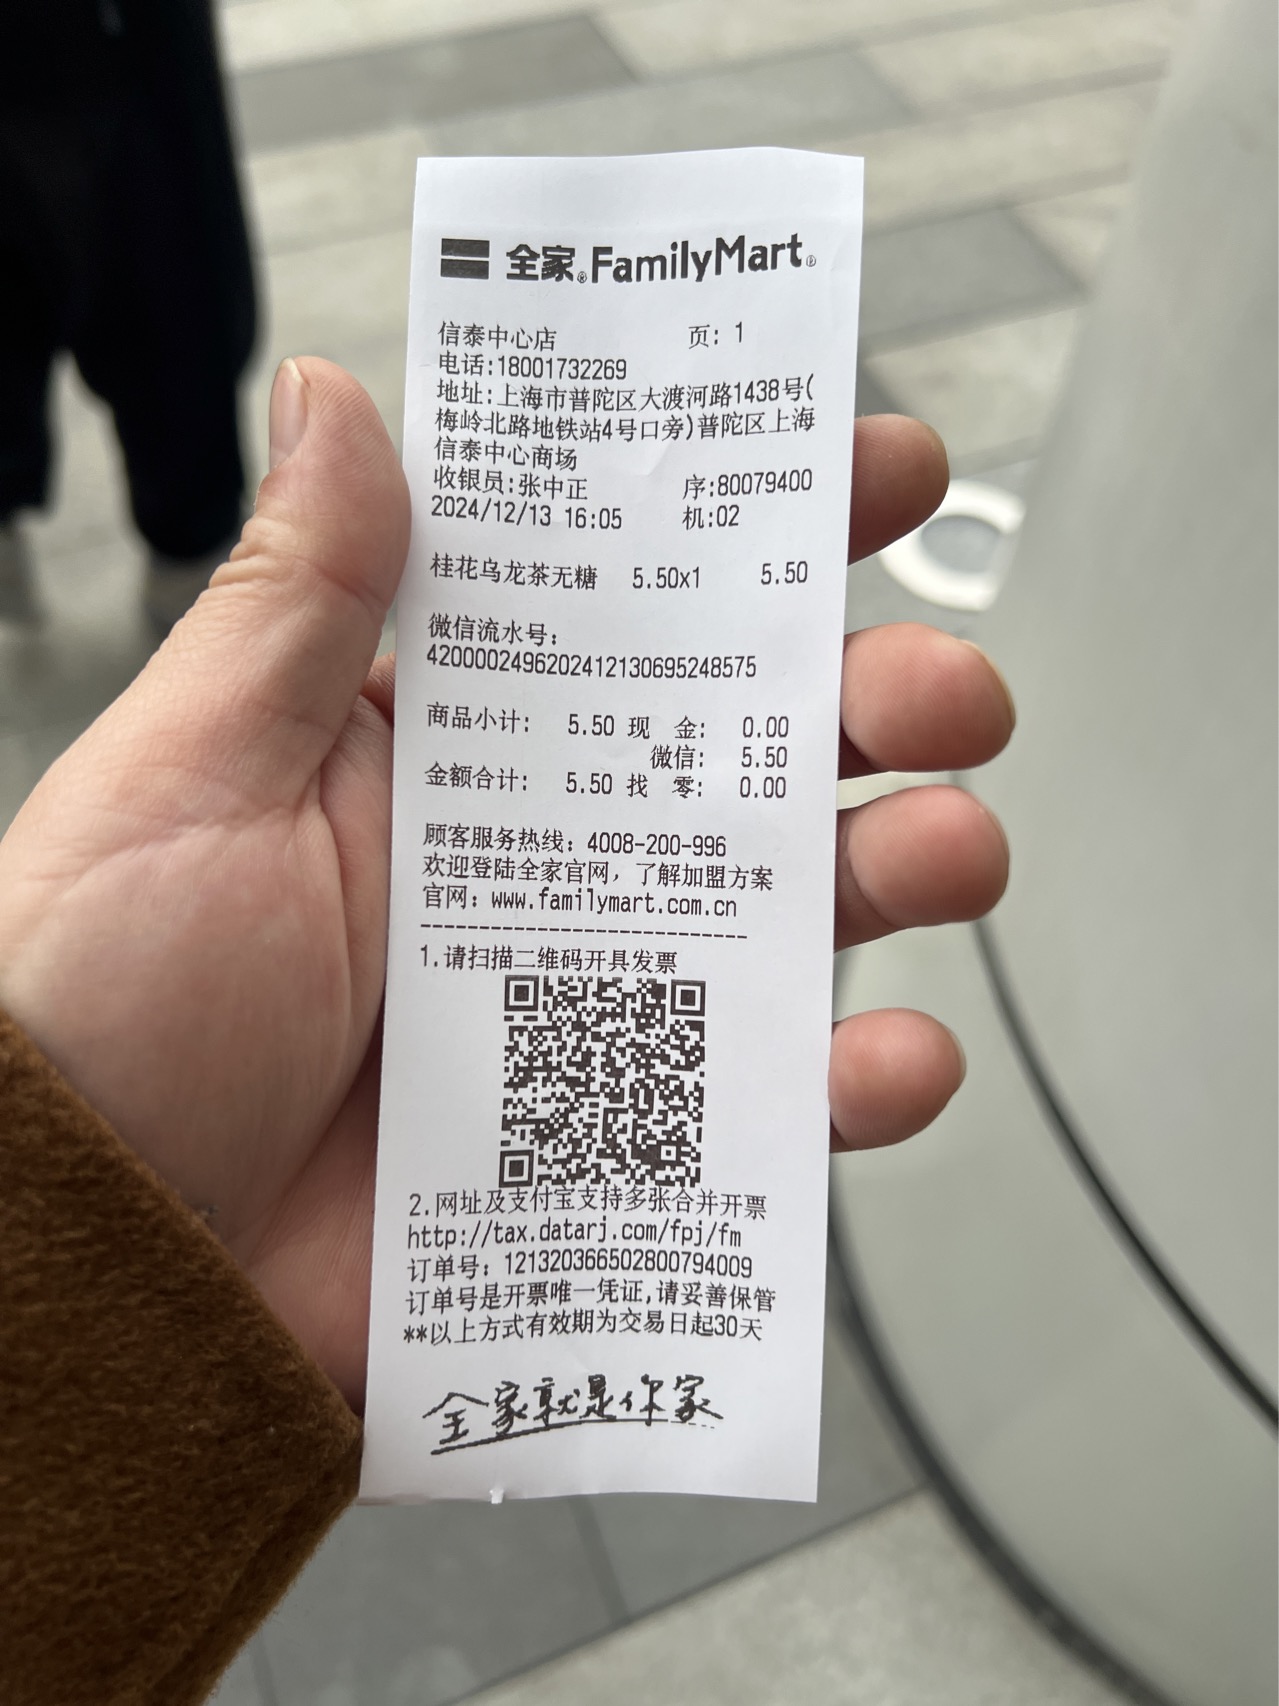 全家®FamilyMart®
信泰中心店 页: 1
电话:18001732269
地址:上海市普陀区大渡河路1438号(
梅岭北路地铁站4号口旁)普陀区上海
信泰中心商场
收银员:张中正 序:80079400
2024/12/13 16:05 机:02
桂花乌龙茶无糖 5.50x1 5.50
微信流水号:
4200002496202412130695248575
商品小计: 5.50 现 金: 0.00
微信: 5.50
金额合计: 5.50 找 零: 0.00
顾客服务热线: 4008-200-996
欢迎登陆全家官网, 了解加盟方案
官网: www.familymart.com.cn
----------------------------
1.请扫描二维码开具发票
2.网址及支付宝支持多张合并开票
http://tax.datarj.com/fpj/fm
订单号: 121320366502800794009
订单号是开票唯一凭证,请妥善保管
**以上方式有效期为交易日起30天
全家就是你家